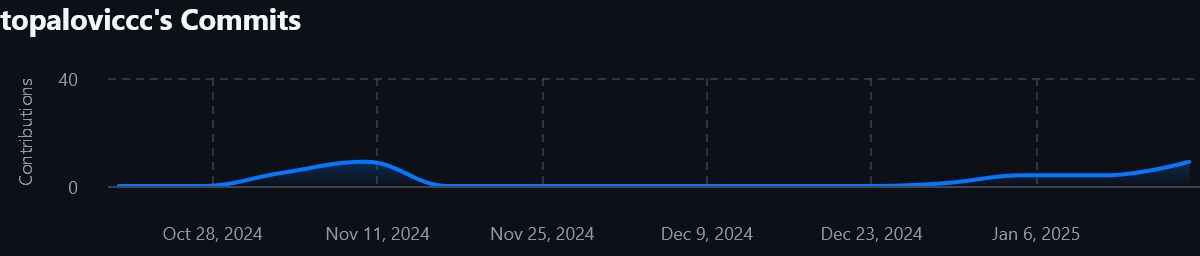 topaloviccc's Commits
Contributions
40
0
Oct 28, 2024 Nov 11, 2024 Nov 25, 2024 Dec 9, 2024 Dec 23, 2024 Jan 6, 2025